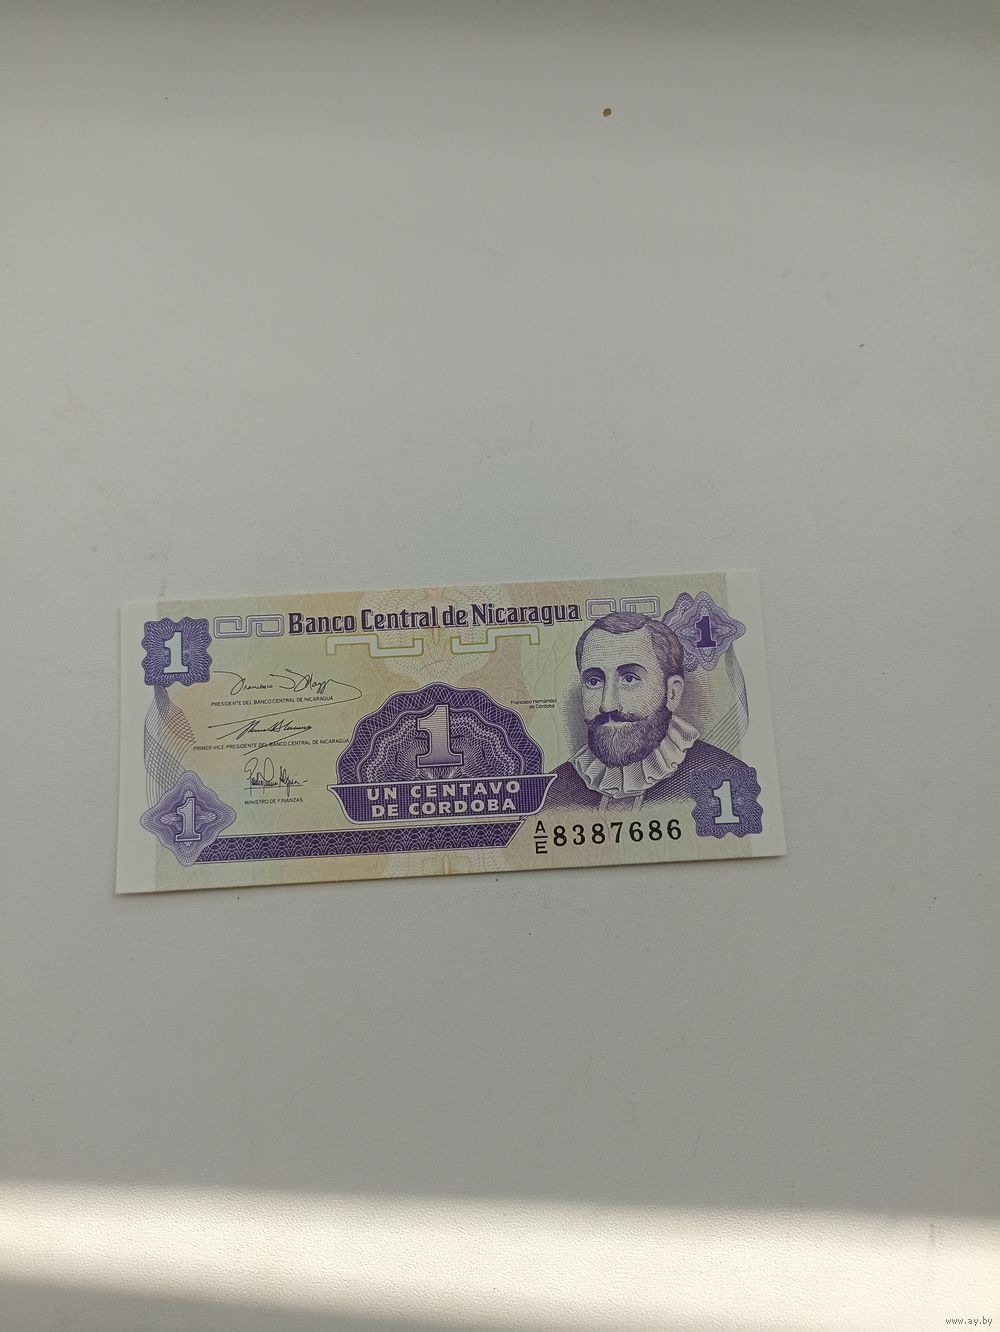 Banco Central de Nicaragua
1
1
PRESIDENTE DEL BANCO CENTRAL DE NICARAGUA
Francisco Hernández
de Córdoba
PRIMER VICE-PRESIDENTE DEL BANCO CENTRAL DE NICARAGUA
1
UN CENTAVO
DE CORDOBA
MINISTRO DE FINANZAS
1
1
A/E 8387686
www.ay.by